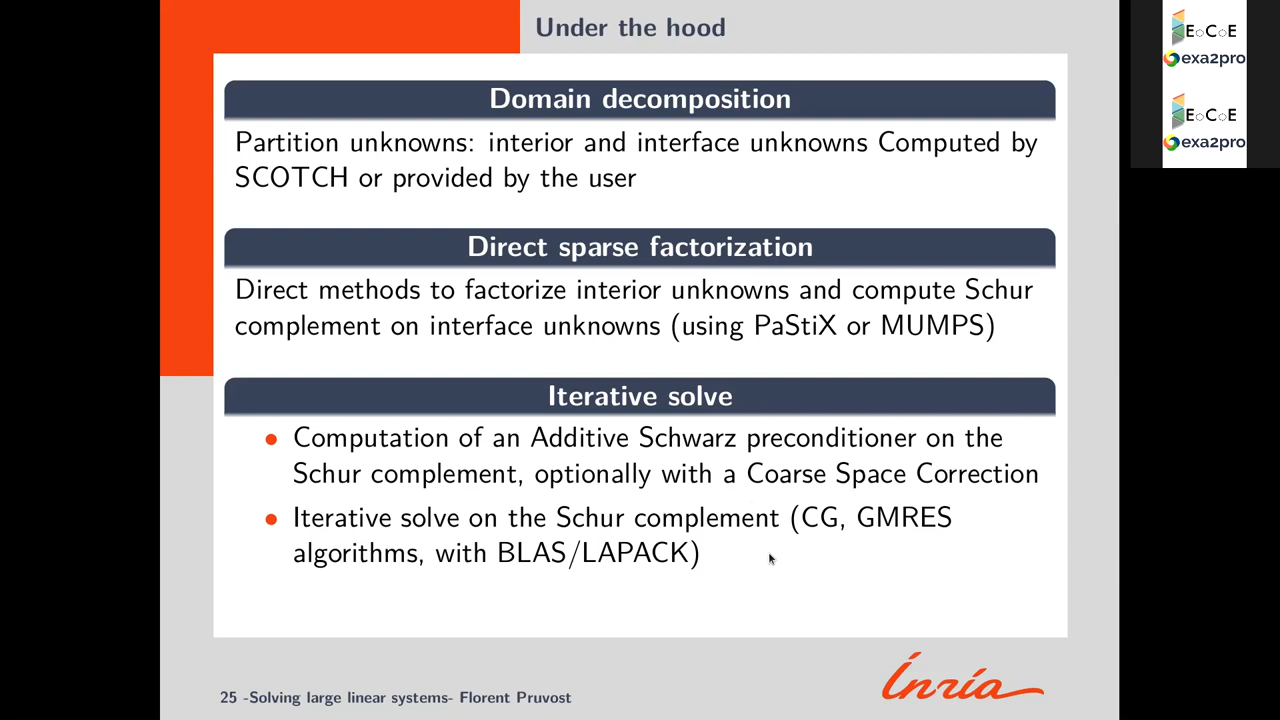 Under the hood
Domain decomposition
Partition unknowns: interior and interface unknowns Computed by
SCOTCH or provided by the user
Direct sparse factorization
Direct methods to factorize interior unknowns and compute Schur
complement on interface unknowns (using PaStiX or MUMPS)
Iterative solve
• Computation of an Additive Schwarz preconditioner on the
Schur complement, optionally with a Coarse Space Correction
• Iterative solve on the Schur complement (CG, GMRES
algorithms, with BLAS/LAPACK)
25 -Solving large linear systems- Florent Pruvost
Inria
EoCoE
exa2pro
EoCoE
exa2pro